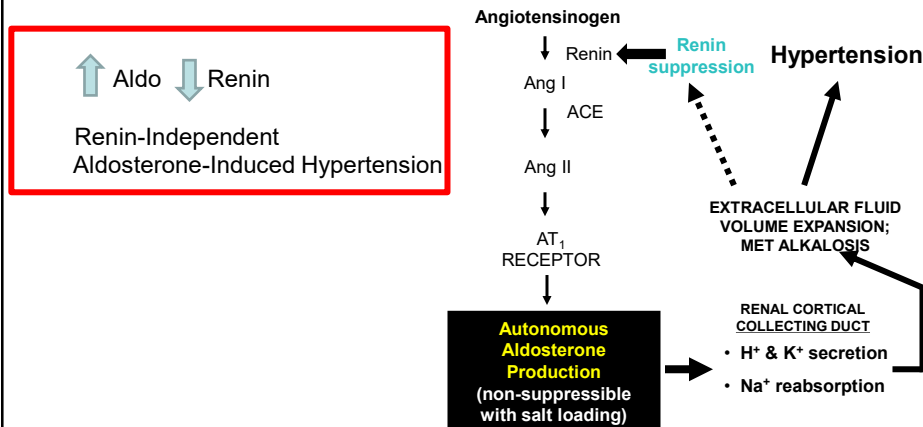 Aldo Renin
Renin-Independent
Aldosterone-Induced Hypertension
Angiotensinogen
Renin
Renin
suppression
Hypertension
Ang I
ACE
Ang II
AT₁
RECEPTOR
EXTRACELLULAR FLUID
VOLUME EXPANSION;
MET ALKALOSIS
Autonomous
Aldosterone
Production
(non-suppressible
with salt loading)
RENAL CORTICAL
COLLECTING DUCT
• H⁺ & K⁺ secretion
• Na⁺ reabsorption